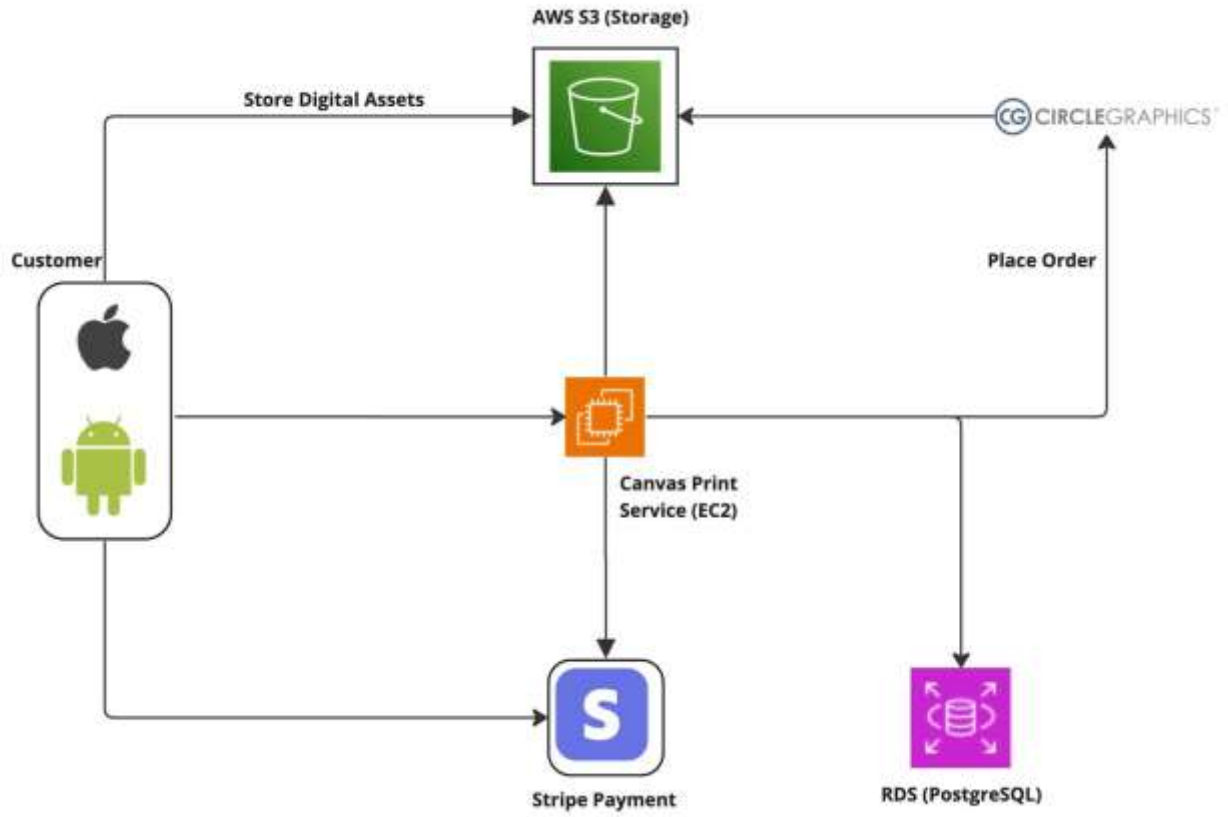 AWS S3 (Storage)
Store Digital Assets
CG CIRCLEGRAPHICS
Customer
Place Order
Canvas Print
Service (EC2)
S
Stripe Payment
RDS (PostgreSQL)